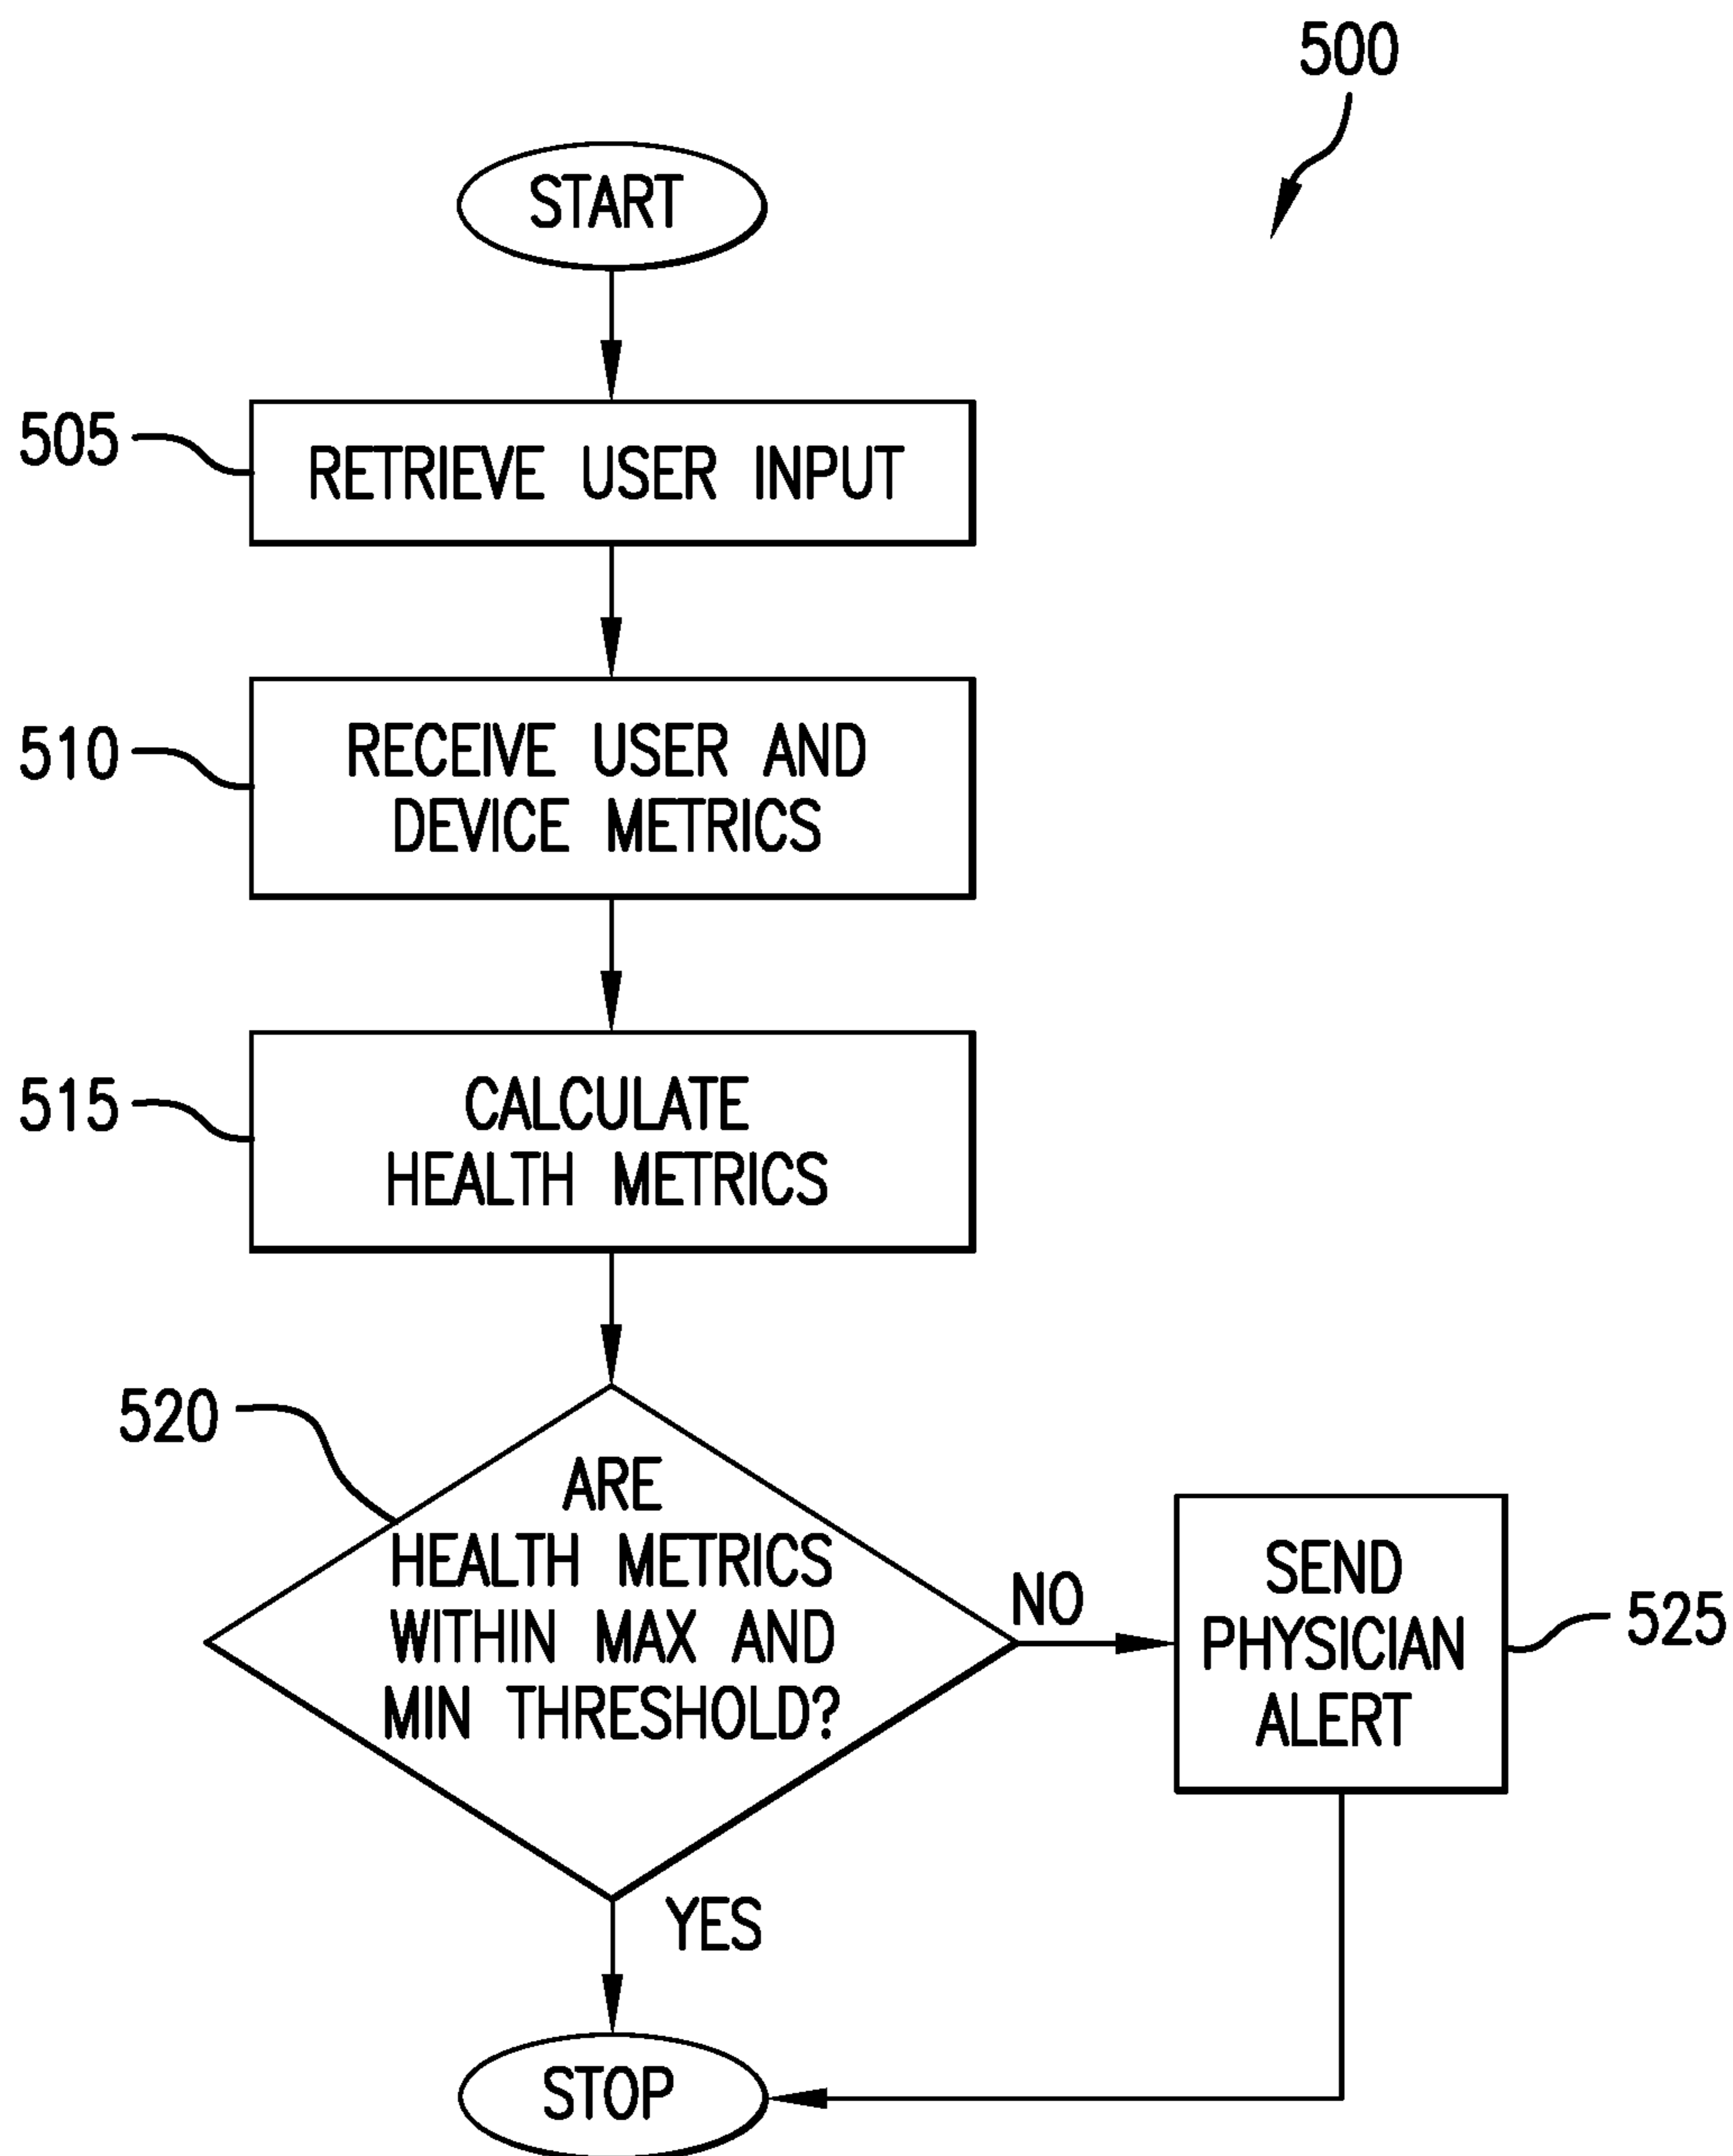 500
START
505
RETRIEVE USER INPUT
510
RECEIVE USER AND
DEVICE METRICS
515
CALCULATE
HEALTH METRICS
520
ARE
HEALTH METRICS
WITHIN MAX AND
MIN THRESHOLD?
NO
SEND
PHYSICIAN
ALERT
525
YES
STOP